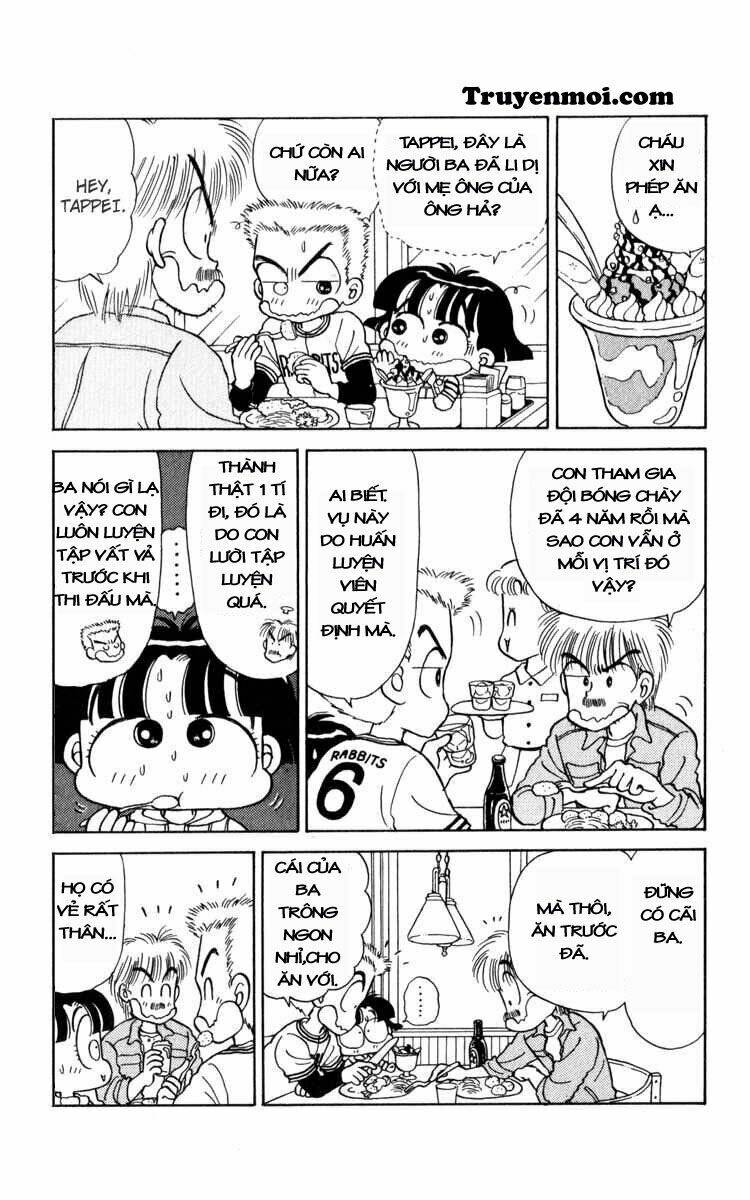 Truyenmoi.com
CHÁU
XIN
PHÉP ĂN
Ạ...
TAPPEI, ĐÂY LÀ
NGƯỜI BA ĐÃ LI DỊ
VỚI MẸ ÔNG CỦA
ÔNG HẢ?
CHỨ CÒN AI
NỮA?
HEY,
TAPPEI.
RABBITS
CON THAM GIA
ĐỘI BÓNG CHÀY
ĐÃ 4 NĂM RỒI MÀ
SAO CON VẪN Ở
MỖI VỊ TRÍ ĐÓ
VẬY?
AI BIẾT.
VỤ NÀY
DO HUẤN
LUYỆN
VIÊN
QUYẾT
ĐỊNH MÀ.
RABBITS
6
THÀNH
THẬT 1 TÍ
ĐI, ĐÓ LÀ
DO CON
LƯỜI TẬP
LUYỆN
QUÁ.
BA NÓI GÌ LẠ
VẬY? CON
LUÔN LUYỆN
TẬP VẤT VẢ
TRƯỚC KHI
THI ĐẤU MÀ.
......
ĐỪNG
CÓ CÃI
BA.
MÀ THÔI,
ĂN TRƯỚC
ĐÃ.
......
CÁI CỦA
BA
TRÔNG
NGON
NHỈ,CHO
ĂN VỚI.
HỌ CÓ
VẺ RẤT
THÂN...